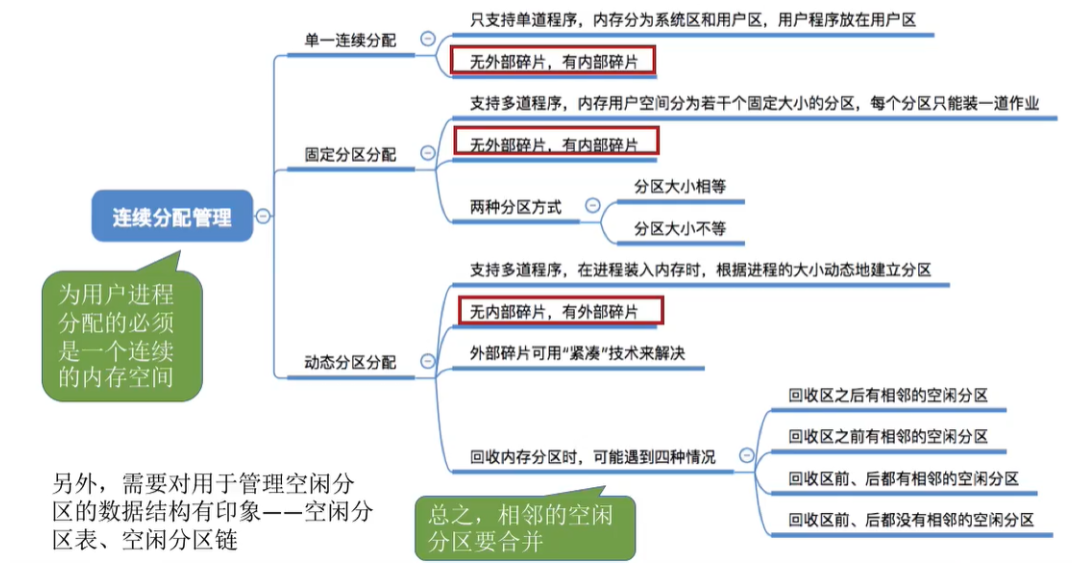 单一连续分配
只支持单道程序，内存分为系统区和用户区，用户程序放在用户区
无外部碎片，有内部碎片
固定分区分配
支持多道程序，内存用户空间分为若干个固定大小的分区，每个分区只能装一道作业
无外部碎片，有内部碎片
两种分区方式
分区大小相等
分区大小不等
连续分配管理
为用户进程
分配的必须
是一个连续
的内存空间
动态分区分配
支持多道程序，在进程装入内存时，根据进程的大小动态地建立分区
无内部碎片，有外部碎片
外部碎片可用“紧凑”技术来解决
回收内存分区时，可能遇到四种情况
回收区之后有相邻的空闲分区
回收区之前有相邻的空闲分区
回收区前、后都有相邻的空闲分区
回收区前、后都没有相邻的空闲分区
总之，相邻的空闲
分区要合并
另外，需要对用于管理空闲分
区的数据结构有印象——空闲分
区表、空闲分区链